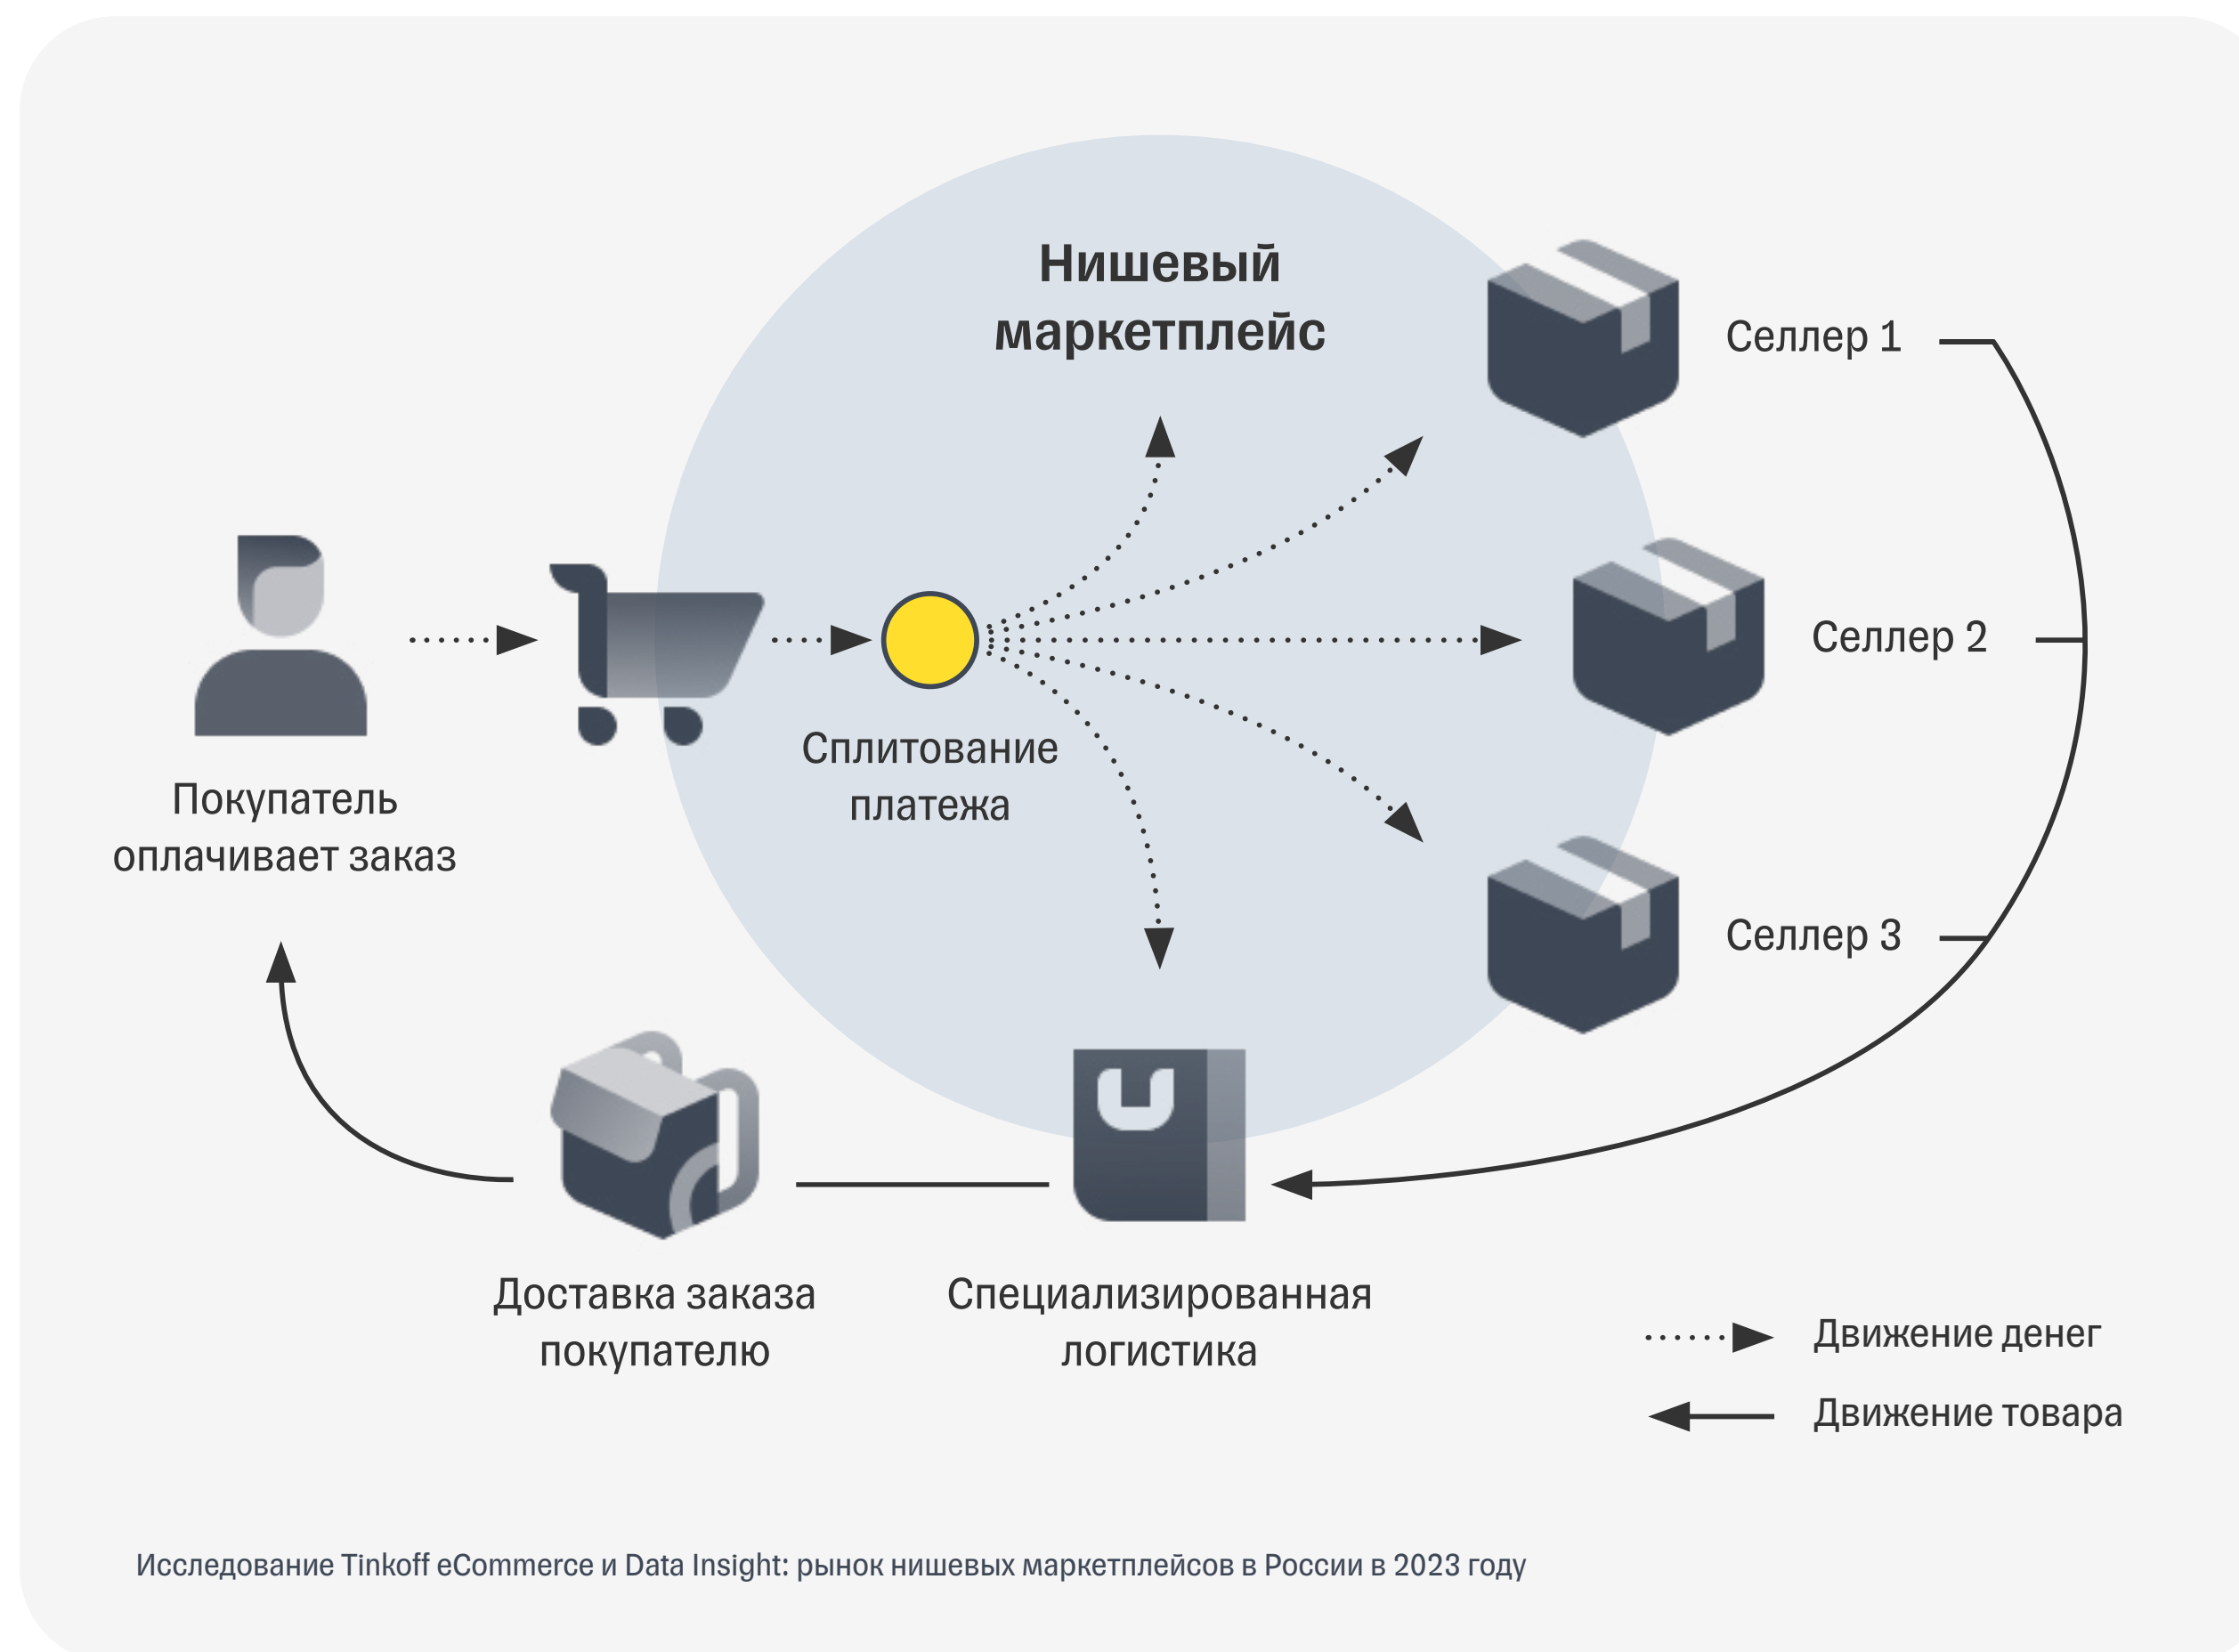 Нишевый
маркетплейс
Селлер 1
Селлер 2
Сплитование
платежа
Покупатель
оплачивает заказ
Селлер 3
Доставка заказа
покупателю
Специализированная
логистика
Движение денег
Движение товара
Исследование Tinkoff eCommerce и Data Insight: рынок нишевых маркетплейсов в России в 2023 году